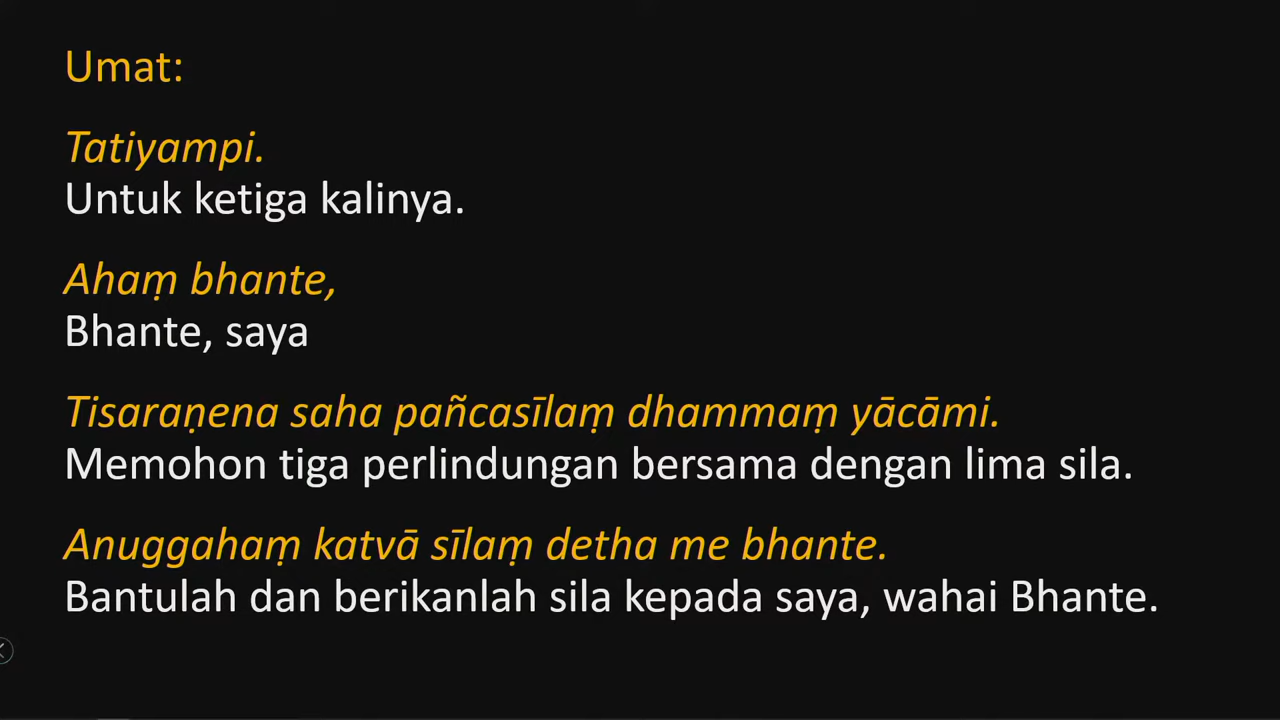 Umat:
Tatiyampi.
Untuk ketiga kalinya.
Ahaṃ bhante,
Bhante, saya
Tisaraṇena saha pañcasīlaṃ dhammaṃ yācāmi.
Memohon tiga perlindungan bersama dengan lima sila.
Anuggahaṃ katvā sīlaṃ detha me bhante.
Bantulah dan berikanlah sila kepada saya, wahai Bhante.